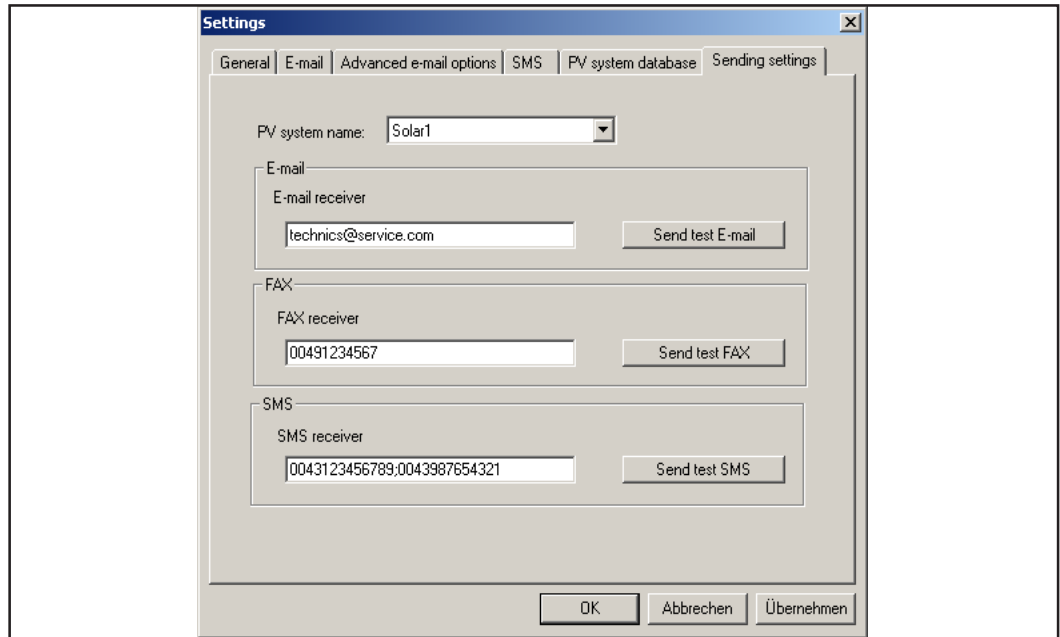 Settings
General E-mail Advanced e-mail options SMS PV system database Sending settings
PV system name: Solar1
E-mail
E-mail receiver
technics@service.com Send test E-mail
FAX
FAX receiver
00491234567 Send test FAX
SMS
SMS receiver
0043123456789;0043987654321 Send test SMS
OK Abbrechen Übernehmen